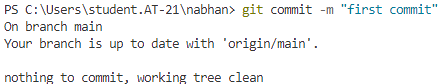 PS C:\Users\student.AT-21\nabhan> git commit -m "first commit"
On branch main
Your branch is up to date with 'origin/main'.
nothing to commit, working tree clean